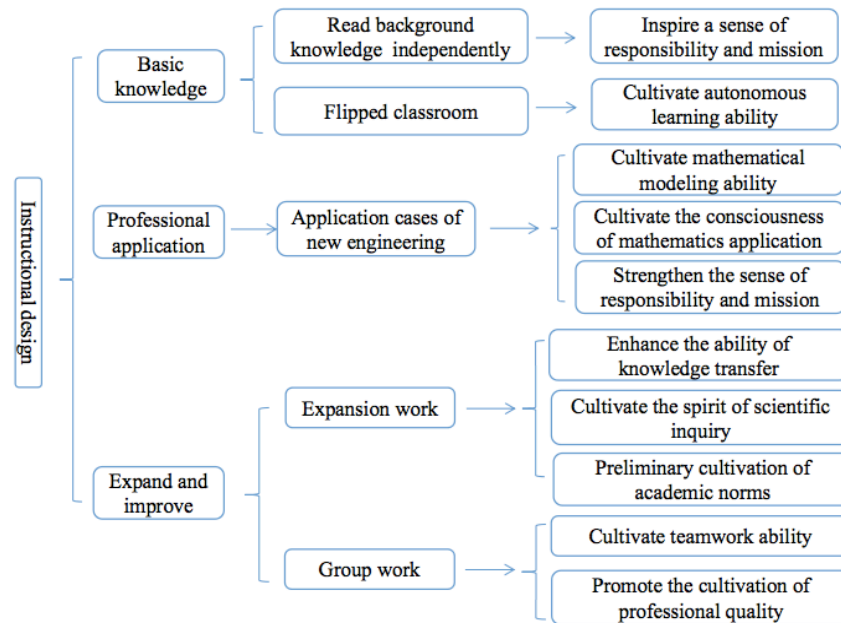 Instructional design
Basic
knowledge
Read background
knowledge independently
Inspire a sense of
responsibility and mission
Flipped classroom
Cultivate autonomous
learning ability
Professional
application
Application cases of
new engineering
Cultivate mathematical
modeling ability
Cultivate the consciousness
of mathematics application
Strengthen the sense of
responsibility and mission
Expand and
improve
Expansion work
Enhance the ability of
knowledge transfer
Cultivate the spirit of scientific
inquiry
Preliminary cultivation of
academic norms
Group work
Cultivate teamwork ability
Promote the cultivation of
professional quality